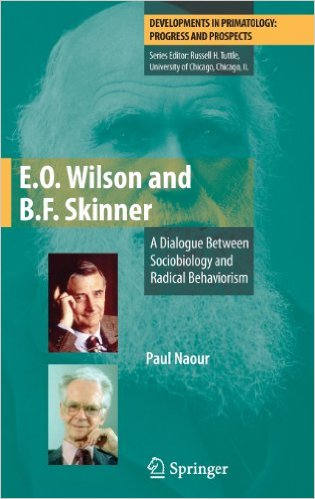 DEVELOPMENTS IN PRIMATOLOGY:
PROGRESS AND PROSPECTS
Series Editor: Russell H. Tuttle,
University of Chicago, Chicago, IL
E.O. Wilson and
B.F. Skinner
A Dialogue Between
Sociobiology and
Radical Behaviorism
Paul Naour
Springer